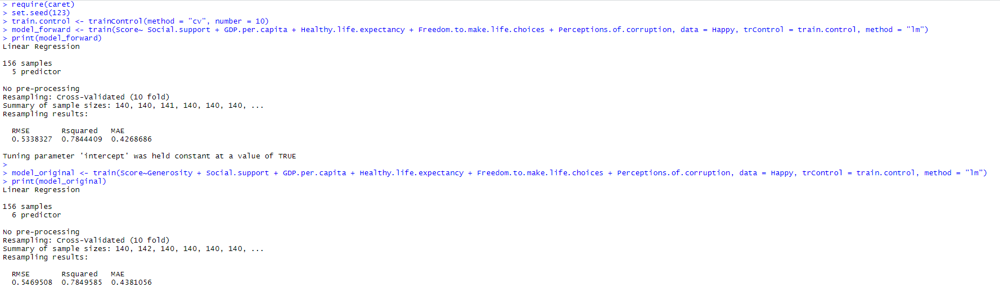 > require(caret)
> set.seed(123)
> train.control <- trainControl(method = "cv", number = 10)
> model_forward <- train(Score~ Social.support + GDP.per.capita + Healthy.life.expectancy + Freedom.to.make.life.choices + Perceptions.of.corruption, data = Happy, trControl = train.control, method = "lm")
> print(model_forward)
Linear Regression

156 samples
  5 predictor

No pre-processing
Resampling: Cross-Validated (10 fold)
Summary of sample sizes: 140, 140, 141, 140, 140, 140, ...
Resampling results:

  RMSE       Rsquared   MAE
  0.5338327  0.7844409  0.4268686

Tuning parameter 'intercept' was held constant at a value of TRUE
>
> model_original <- train(Score~Generosity + Social.support + GDP.per.capita + Healthy.life.expectancy + Freedom.to.make.life.choices + Perceptions.of.corruption, data = Happy, trControl = train.control, method = "lm")
> print(model_original)
Linear Regression

156 samples
  6 predictor

No pre-processing
Resampling: Cross-Validated (10 fold)
Summary of sample sizes: 140, 142, 140, 140, 140, 140, ...
Resampling results:

  RMSE       Rsquared   MAE
  0.5469508  0.7849585  0.4381056